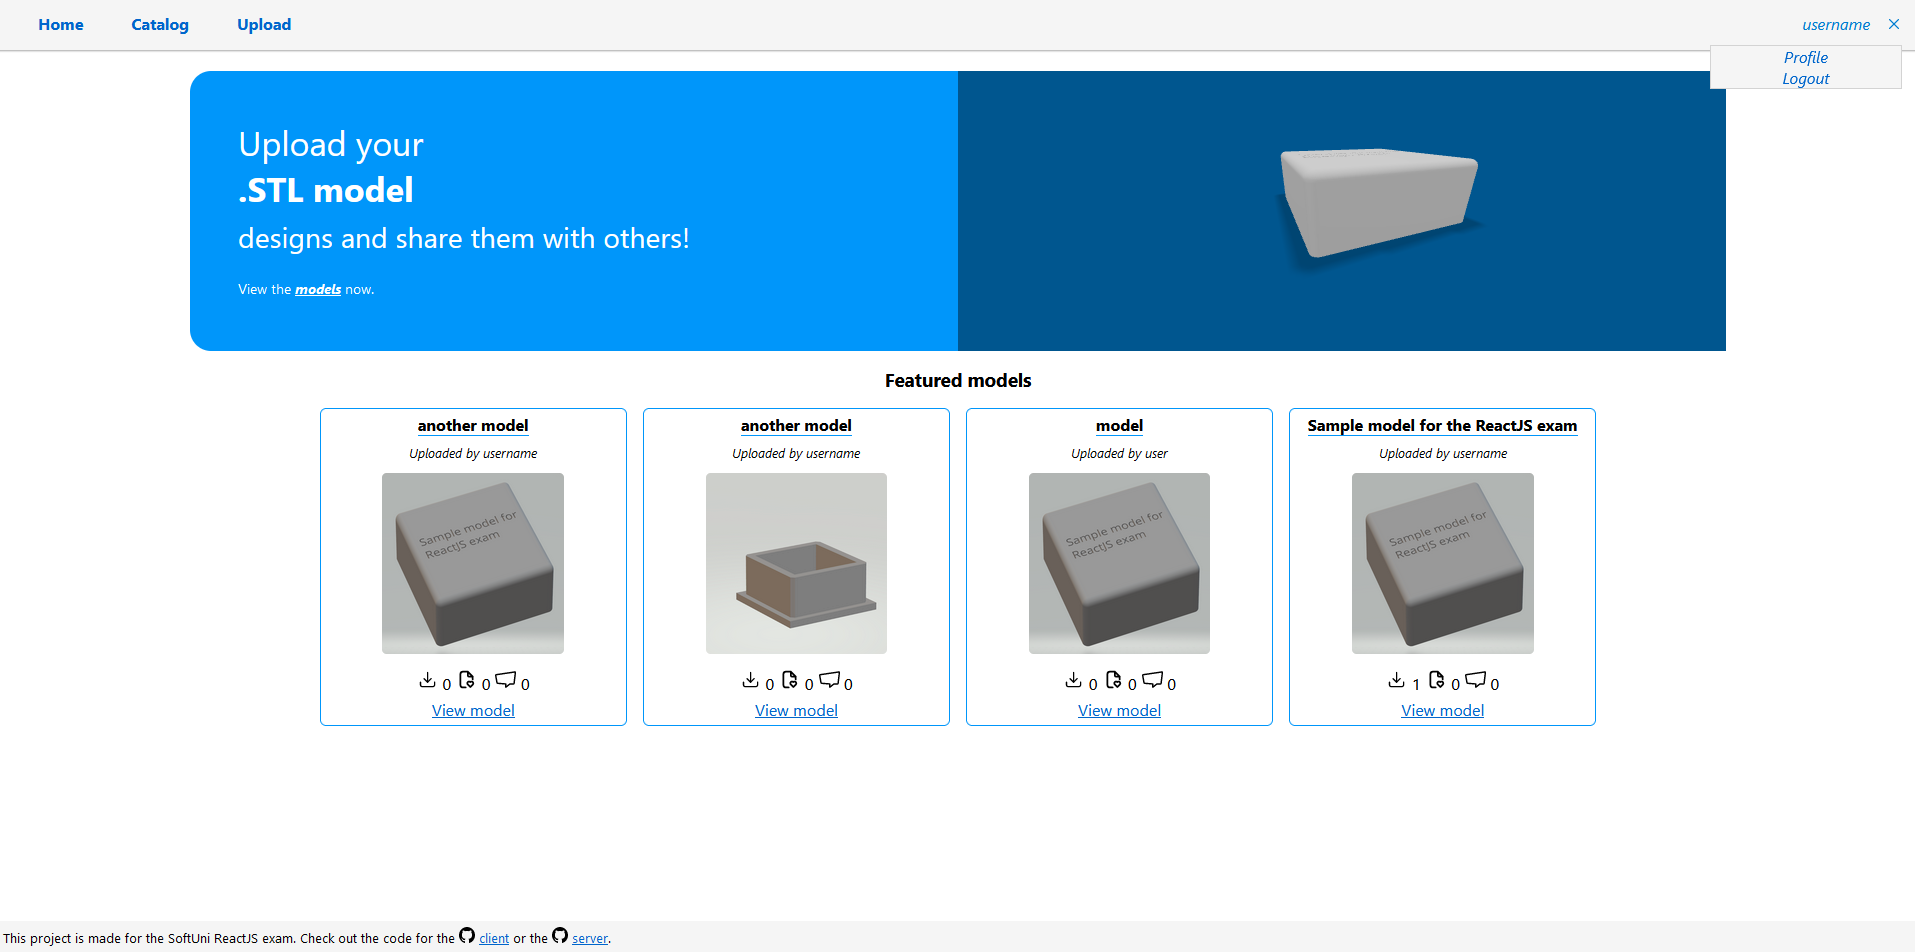 Home Catalog Upload username
Profile
Logout
Upload your
.STL model
designs and share them with others!
View the models now.
Featured models
another model
Uploaded by username
Sample model for
ReactJS exam
0 0 0
View model
another model
Uploaded by username
0 0 0
View model
model
Uploaded by user
Sample model for
ReactJS exam
0 0 0
View model
Sample model for the ReactJS exam
Uploaded by username
Sample model for
ReactJS exam
1 0 0
View model
This project is made for the SoftUni ReactJS exam. Check out the code for the client or the server.